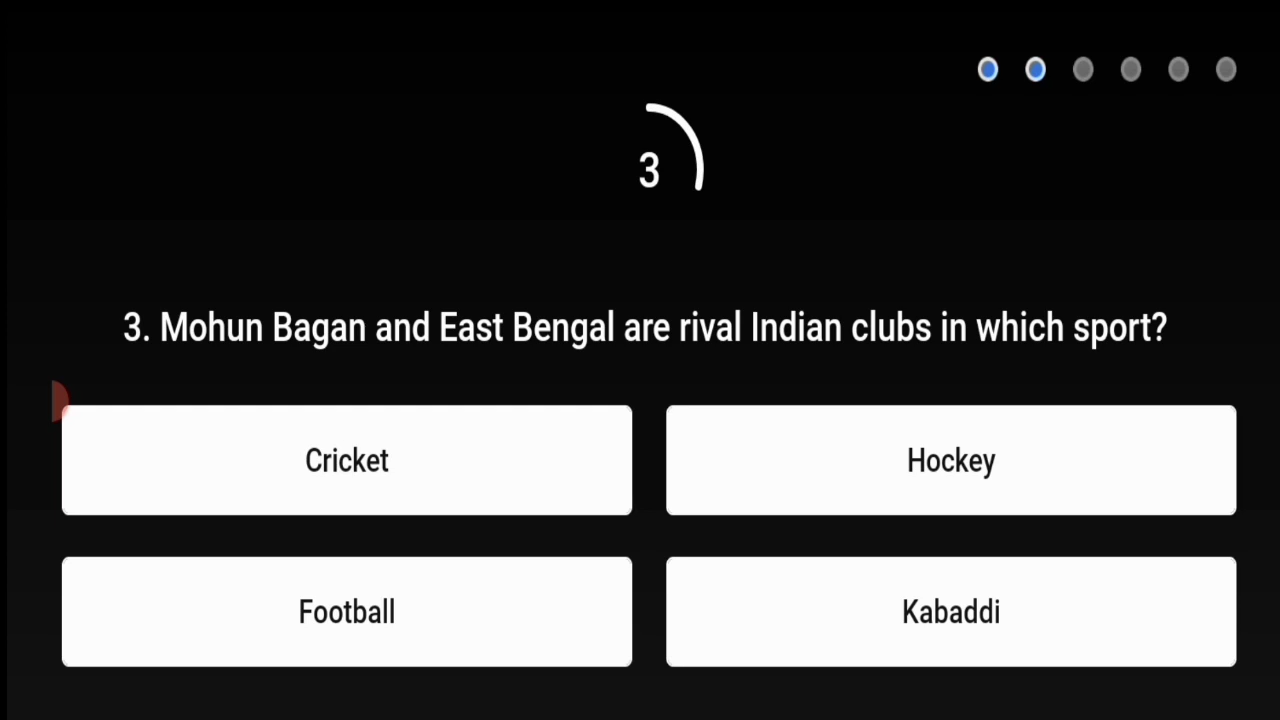 3
3. Mohun Bagan and East Bengal are rival Indian clubs in which sport?
Cricket
Hockey
Football
Kabaddi